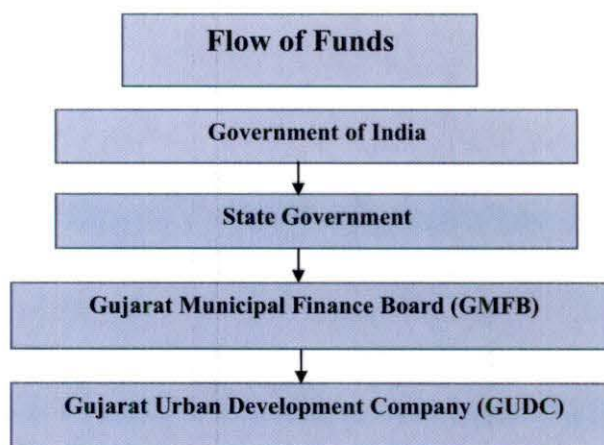 Flow of Funds
Government of India
State Government
Gujarat Municipal Finance Board (GMFB)
Gujarat Urban Development Company (GUDC)